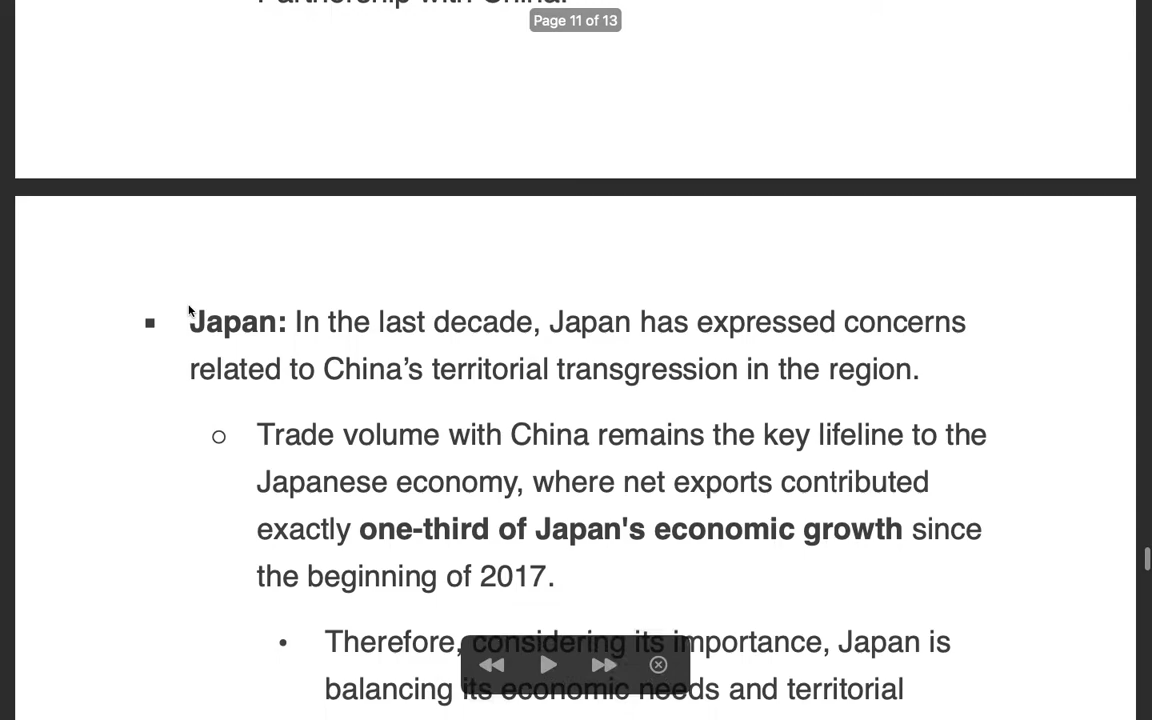 Partnership with China.
Page 11 of 13
▪ Japan: In the last decade, Japan has expressed concerns
related to China’s territorial transgression in the region.
○ Trade volume with China remains the key lifeline to the
Japanese economy, where net exports contributed
exactly one-third of Japan's economic growth since
the beginning of 2017.
• Therefore, considering its importance, Japan is
balancing its economic needs and territorial